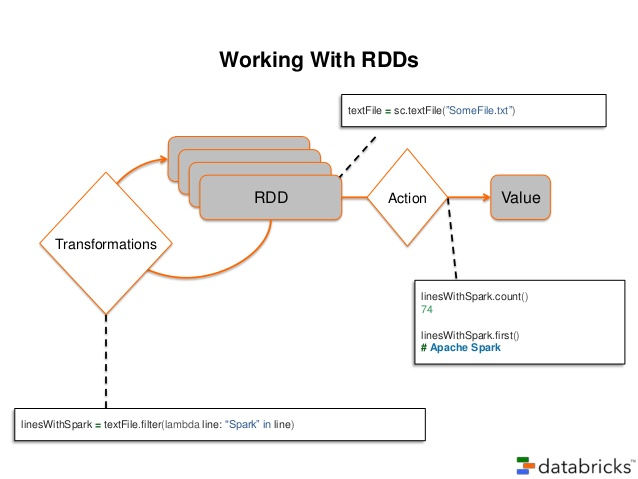 Working With RDDs
textFile = sc.textFile(”SomeFile.txt”)
RDD
Action
Value
Transformations
linesWithSpark.count()
74
linesWithSpark.first()
# Apache Spark
linesWithSpark = textFile.filter(lambda line: "Spark” in line)
databricks™